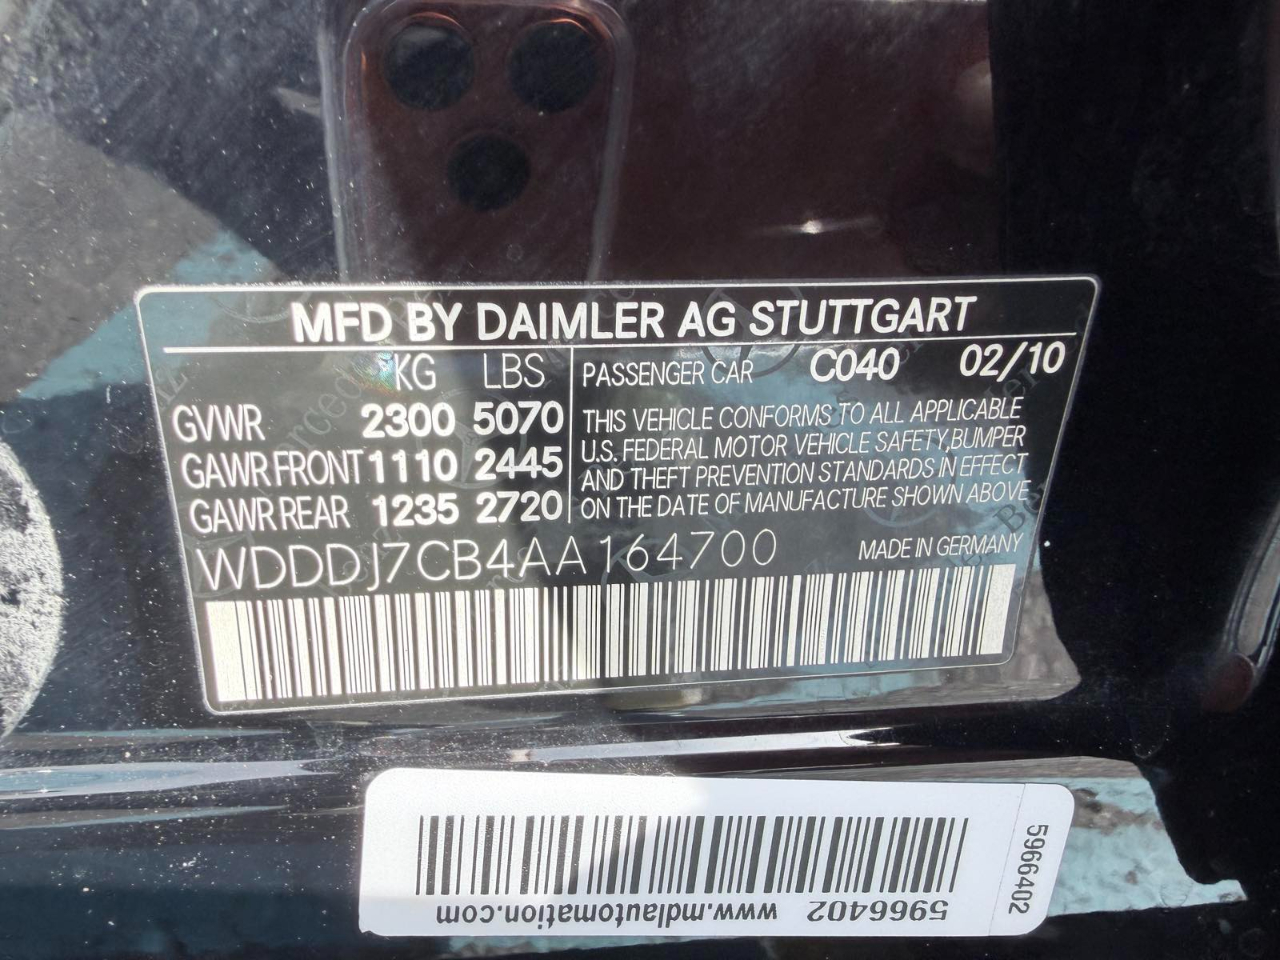 MFD BY DAIMLER AG STUTTGART
KG LBS
GVWR 2300 5070
GAWR FRONT 1110 2445
GAWR REAR 1235 2720
PASSENGER CAR C040 02/10
THIS VEHICLE CONFORMS TO ALL APPLICABLE
U.S. FEDERAL MOTOR VEHICLE SAFETY, BUMPER
AND THEFT PREVENTION STANDARDS IN EFFECT
ON THE DATE OF MANUFACTURE SHOWN ABOVE
WDDDJ7CB4AA164700 MADE IN GERMANY
5966402 www.mdlautomation.com
5966402